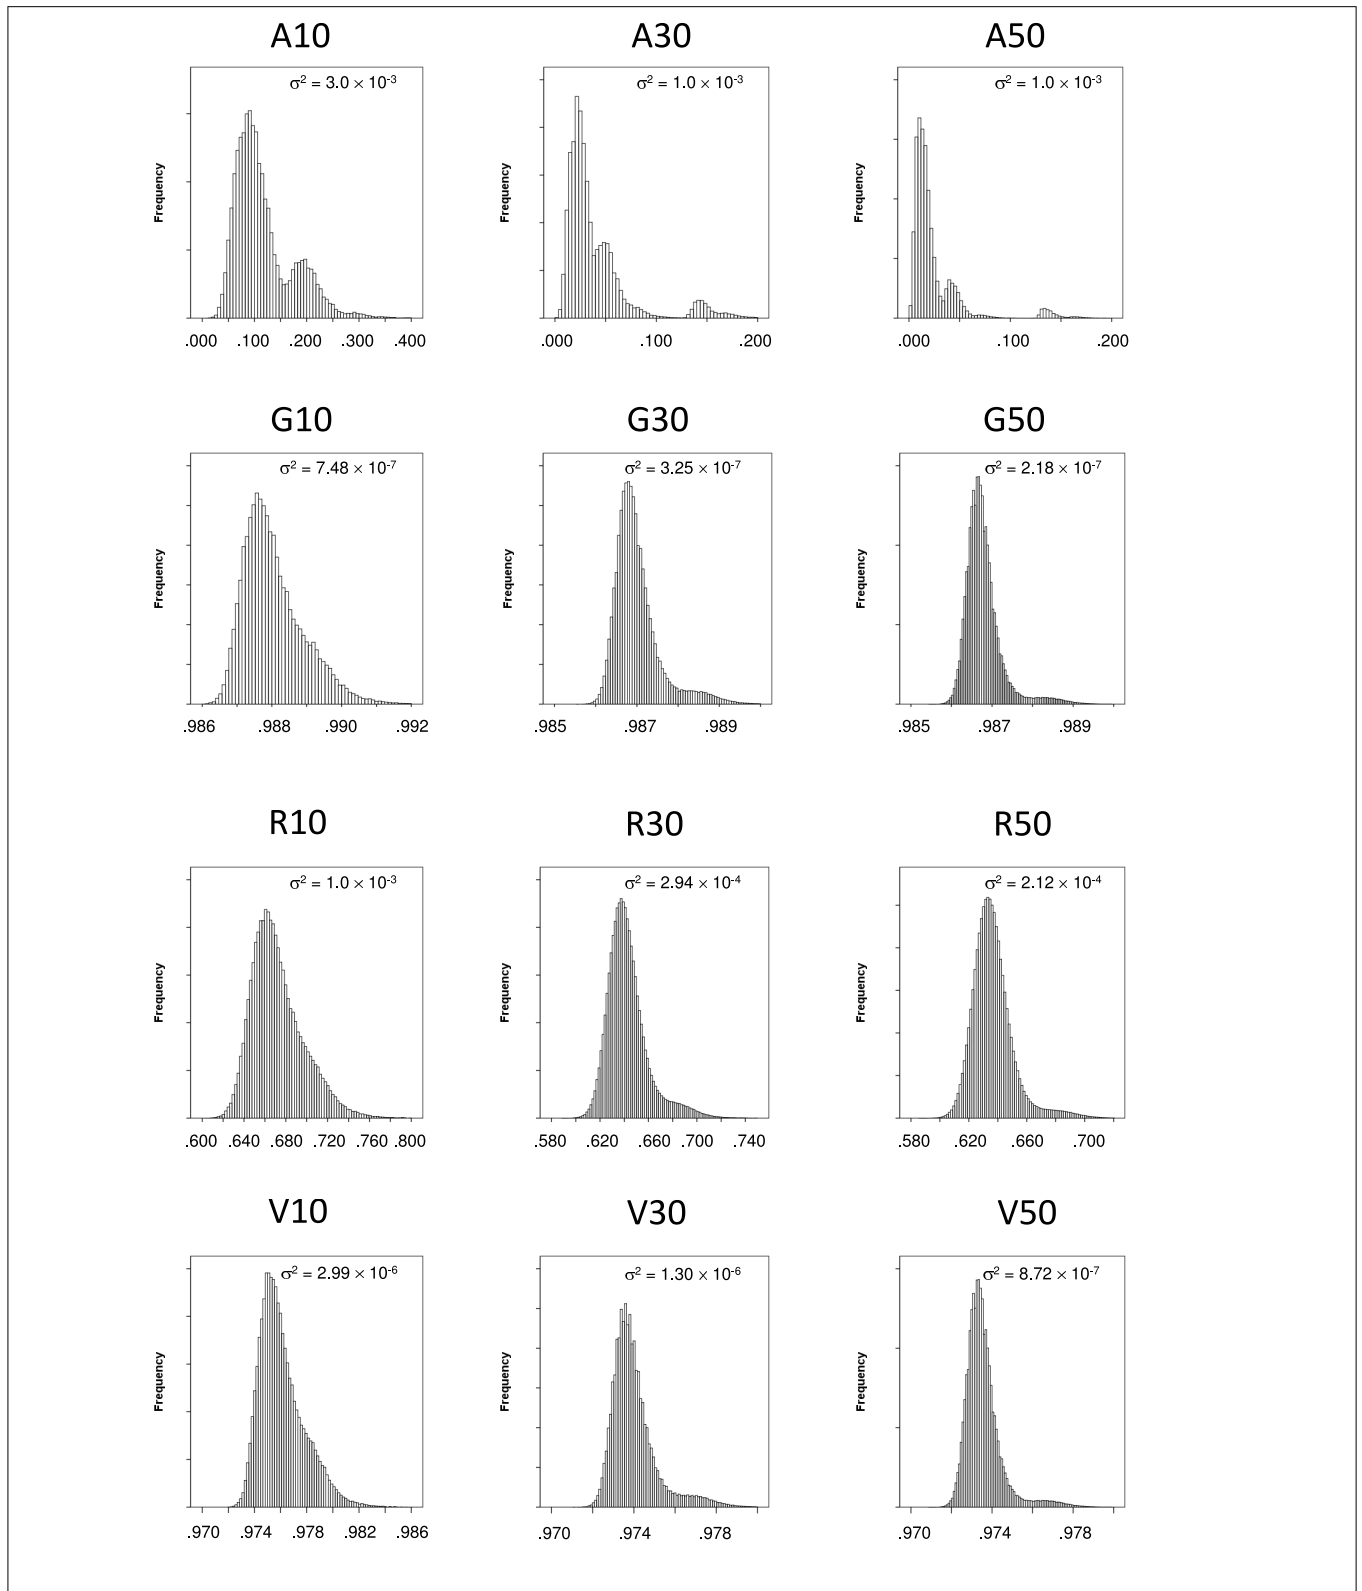 A10 A30 A50
σ² = 3.0 × 10⁻³ σ² = 1.0 × 10⁻³ σ² = 1.0 × 10⁻³
Frequency Frequency Frequency
.000 .100 .200 .300 .400 .000 .100 .200 .000 .100 .200
G10 G30 G50
σ² = 7.48 × 10⁻⁷ σ² = 3.25 × 10⁻⁷ σ² = 2.18 × 10⁻⁷
Frequency Frequency Frequency
.986 .988 .990 .992 .985 .987 .989 .985 .987 .989
R10 R30 R50
σ² = 1.0 × 10⁻³ σ² = 2.94 × 10⁻⁴ σ² = 2.12 × 10⁻⁴
Frequency Frequency Frequency
.600 .640 .680 .720 .760 .800 .580 .620 .660 .700 .740 .580 .620 .660 .700
V10 V30 V50
σ² = 2.99 × 10⁻⁶ σ² = 1.30 × 10⁻⁶ σ² = 8.72 × 10⁻⁷
Frequency Frequency Frequency
.970 .974 .978 .982 .986 .970 .974 .978 .970 .974 .978